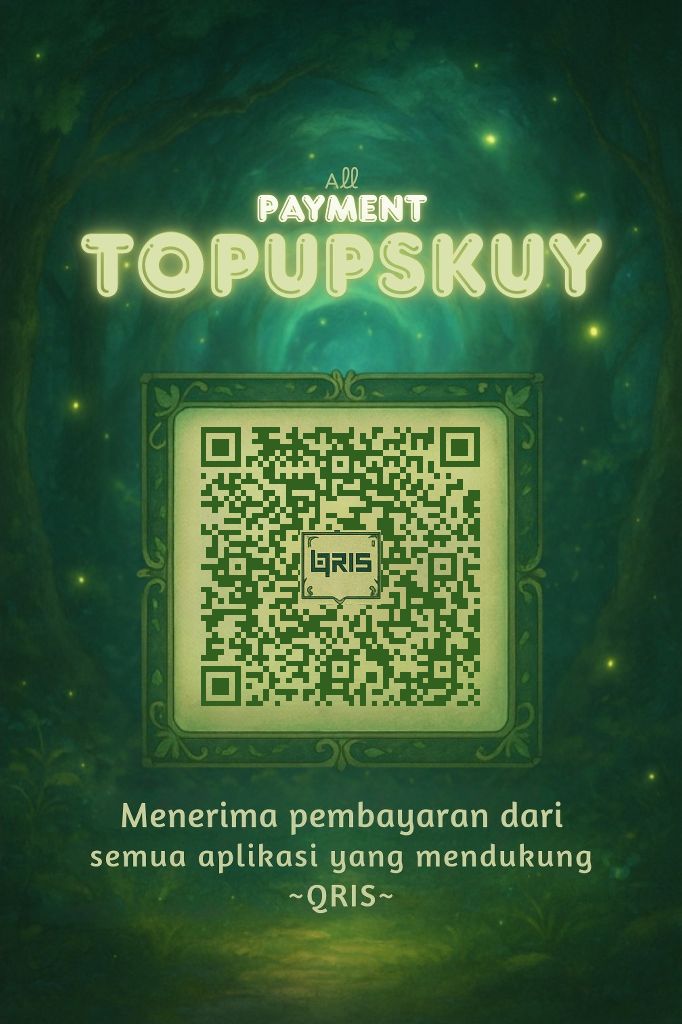 All
PAYMENT
TOPUPSKUY
QRIS
Menerima pembayaran dari
semua aplikasi yang mendukung
~QRIS~